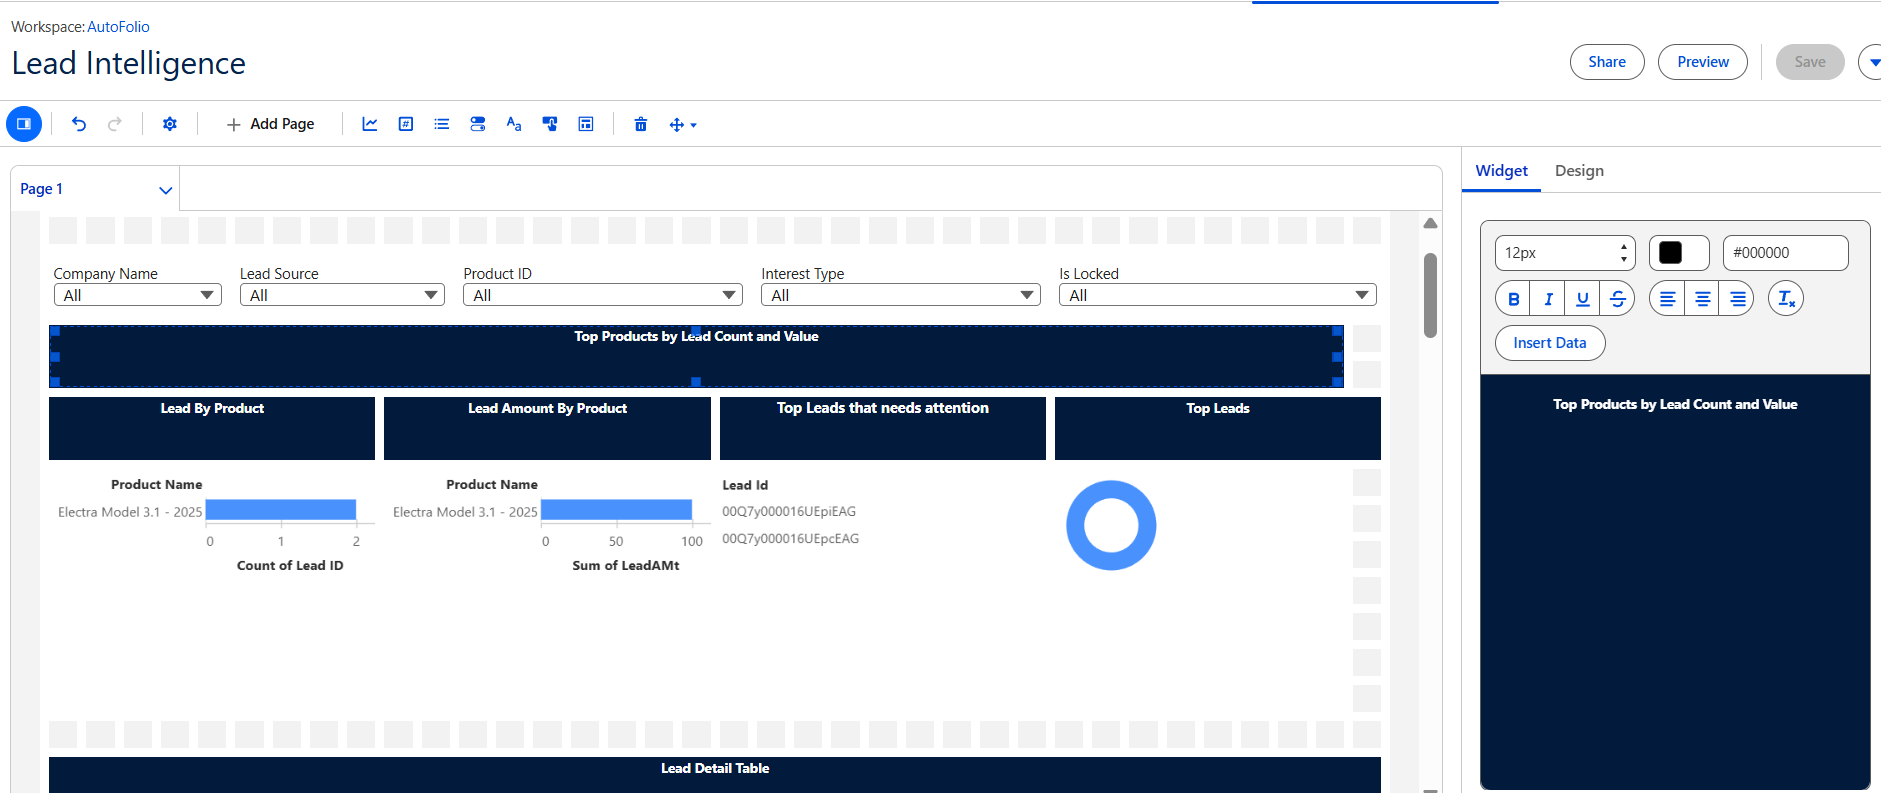 Workspace: AutoFolio
Lead Intelligence
Share
Preview
Save
Add Page
Page 1
Widget
Design
Company Name
Lead Source
Product ID
Interest Type
Is Locked
All
All
All
All
All
12px
#000000
B I U S
Insert Data
Top Products by Lead Count and Value
Top Products by Lead Count and Value
Lead By Product
Lead Amount By Product
Top Leads that needs attention
Top Leads
Product Name
Electra Model 3.1 - 2025
0 1 2
Count of Lead ID
Product Name
Electra Model 3.1 - 2025
0 50 100
Sum of LeadAMt
Lead Id
00Q7y000016UEpiEAG
00Q7y000016UEpcEAG
Lead Detail Table